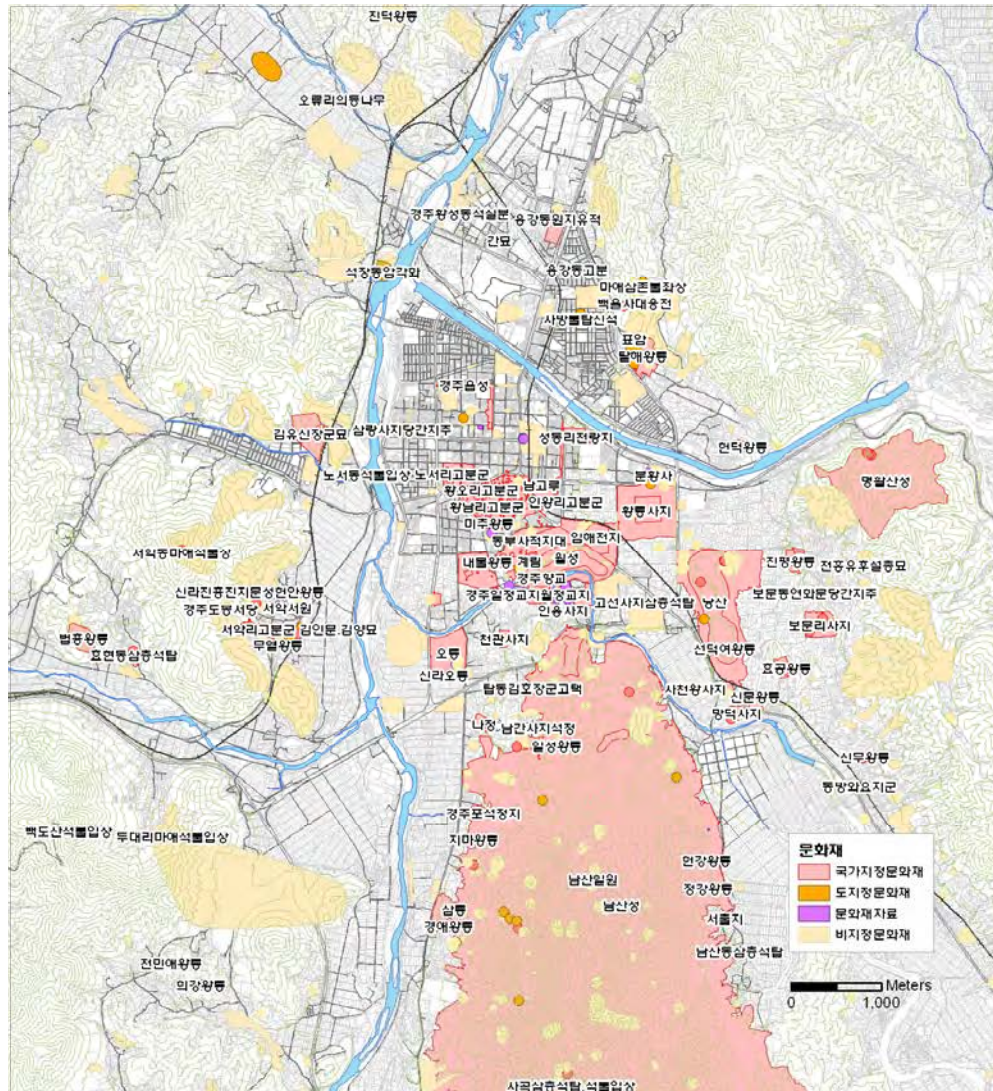 진덕왕릉
오류리의등나무
경주황성동석실분
용강동원지유적
간묘
석장동암각화
용강동고분
마애삼존불좌상
백율사대웅전
사방불탑신석
표암
탈해왕릉
경주읍성
김유신장군묘
삼랑사지당간지주
성동리전랑지
헌덕왕릉
노서동석불입상 노서리고분군
남고루
분황사
명월산성
황오리고분군
인왕리고분군
황남리고분군
황룡사지
미추왕릉
임해전지
동부사적지대
서악동마애석불상
내물왕릉
계림
월성
진평왕릉
전홍유후설총묘
경주향교
신라진흥진지문성헌안왕릉
보문동연화문당간지주
경주일정교지월정교지
고선사지삼층석탑
낭산
경주도봉서당
서악서원
인용사지
보문리사지
서악리고분군
김인문.김양묘
법흥왕릉
무열왕릉
천관사지
효현동삼층석탑
오릉
선덕여왕릉
효공왕릉
신라오릉
탑동김호장군고택
사천왕사지
신문왕릉
망덕사지
나정
남간사지석정
일성왕릉
신무왕릉
동방와요지군
경주포석정지
백도산석불입상
두대리마애석불입상
지마왕릉
헌강왕릉
남산일원
정강왕릉
삼릉
남산성
서출지
경애왕릉
남산동삼층석탑
전민애왕릉
희강왕릉
사곡삼층석탑.석불입상
문화재
국가지정문화재
도지정문화재
문화재자료
비지정문화재
Meters
0 1,000